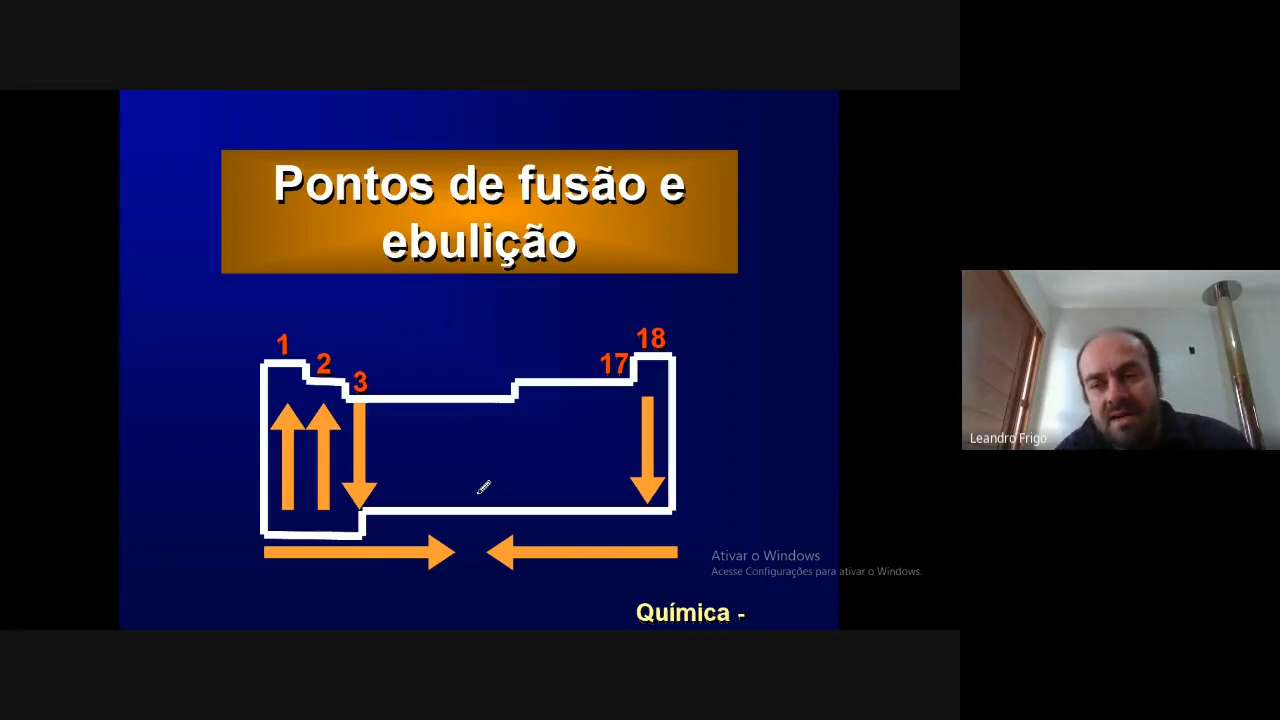 Pontos de fusão e
ebulição
1
2
3
17
18
Ativar o Windows
Acesse Configurações para ativar o Windows.
Química -
Leandro Frigo